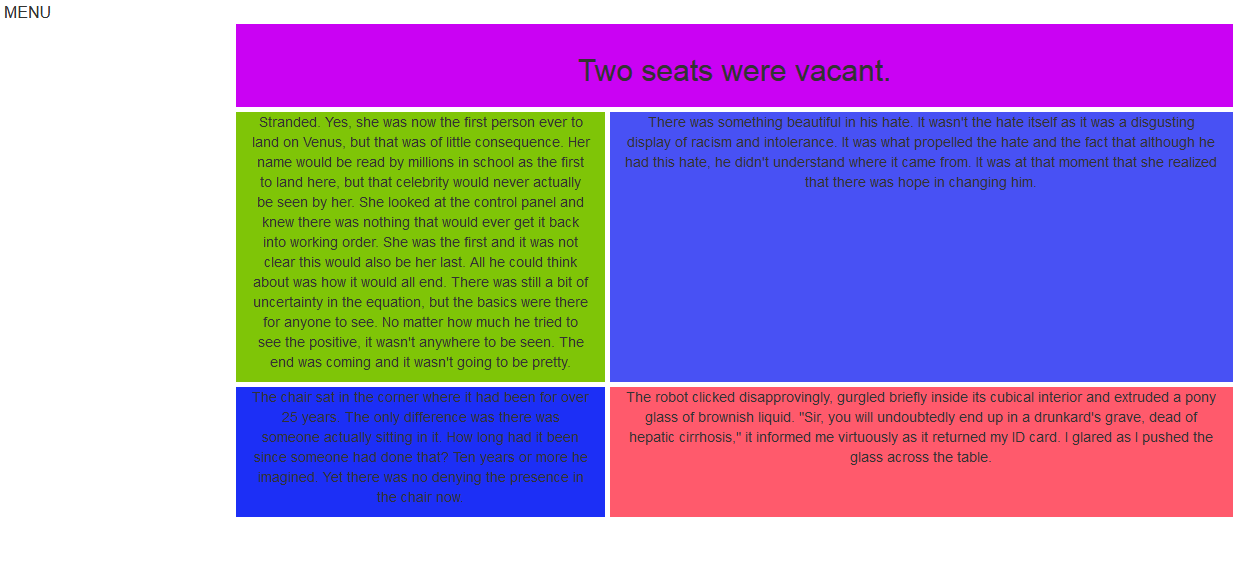 MENU
Two seats were vacant.
Stranded. Yes, she was now the first person ever to
land on Venus, but that was of little consequence. Her
name would be read by millions in school as the first
to land here, but that celebrity would never actually
be seen by her. She looked at the control panel and
knew there was nothing that would ever get it back
into working order. She was the first and it was not
clear this would also be her last. All he could think
about was how it would all end. There was still a bit of
uncertainty in the equation, but the basics were there
for anyone to see. No matter how much he tried to
see the positive, it wasn't anywhere to be seen. The
end was coming and it wasn't going to be pretty.
There was something beautiful in his hate. It wasn't the hate itself as it was a disgusting
display of racism and intolerance. It was what propelled the hate and the fact that although he
had this hate, he didn't understand where it came from. It was at that moment that she realized
that there was hope in changing him.
The chair sat in the corner where it had been for over
25 years. The only difference was there was
someone actually sitting in it. How long had it been
since someone had done that? Ten years or more he
imagined. Yet there was no denying the presence in
the chair now.
The robot clicked disapprovingly, gurgled briefly inside its cubical interior and extruded a pony
glass of brownish liquid. "Sir, you will undoubtedly end up in a drunkard's grave, dead of
hepatic cirrhosis," it informed me virtuously as it returned my ID card. I glared as I pushed the
glass across the table.